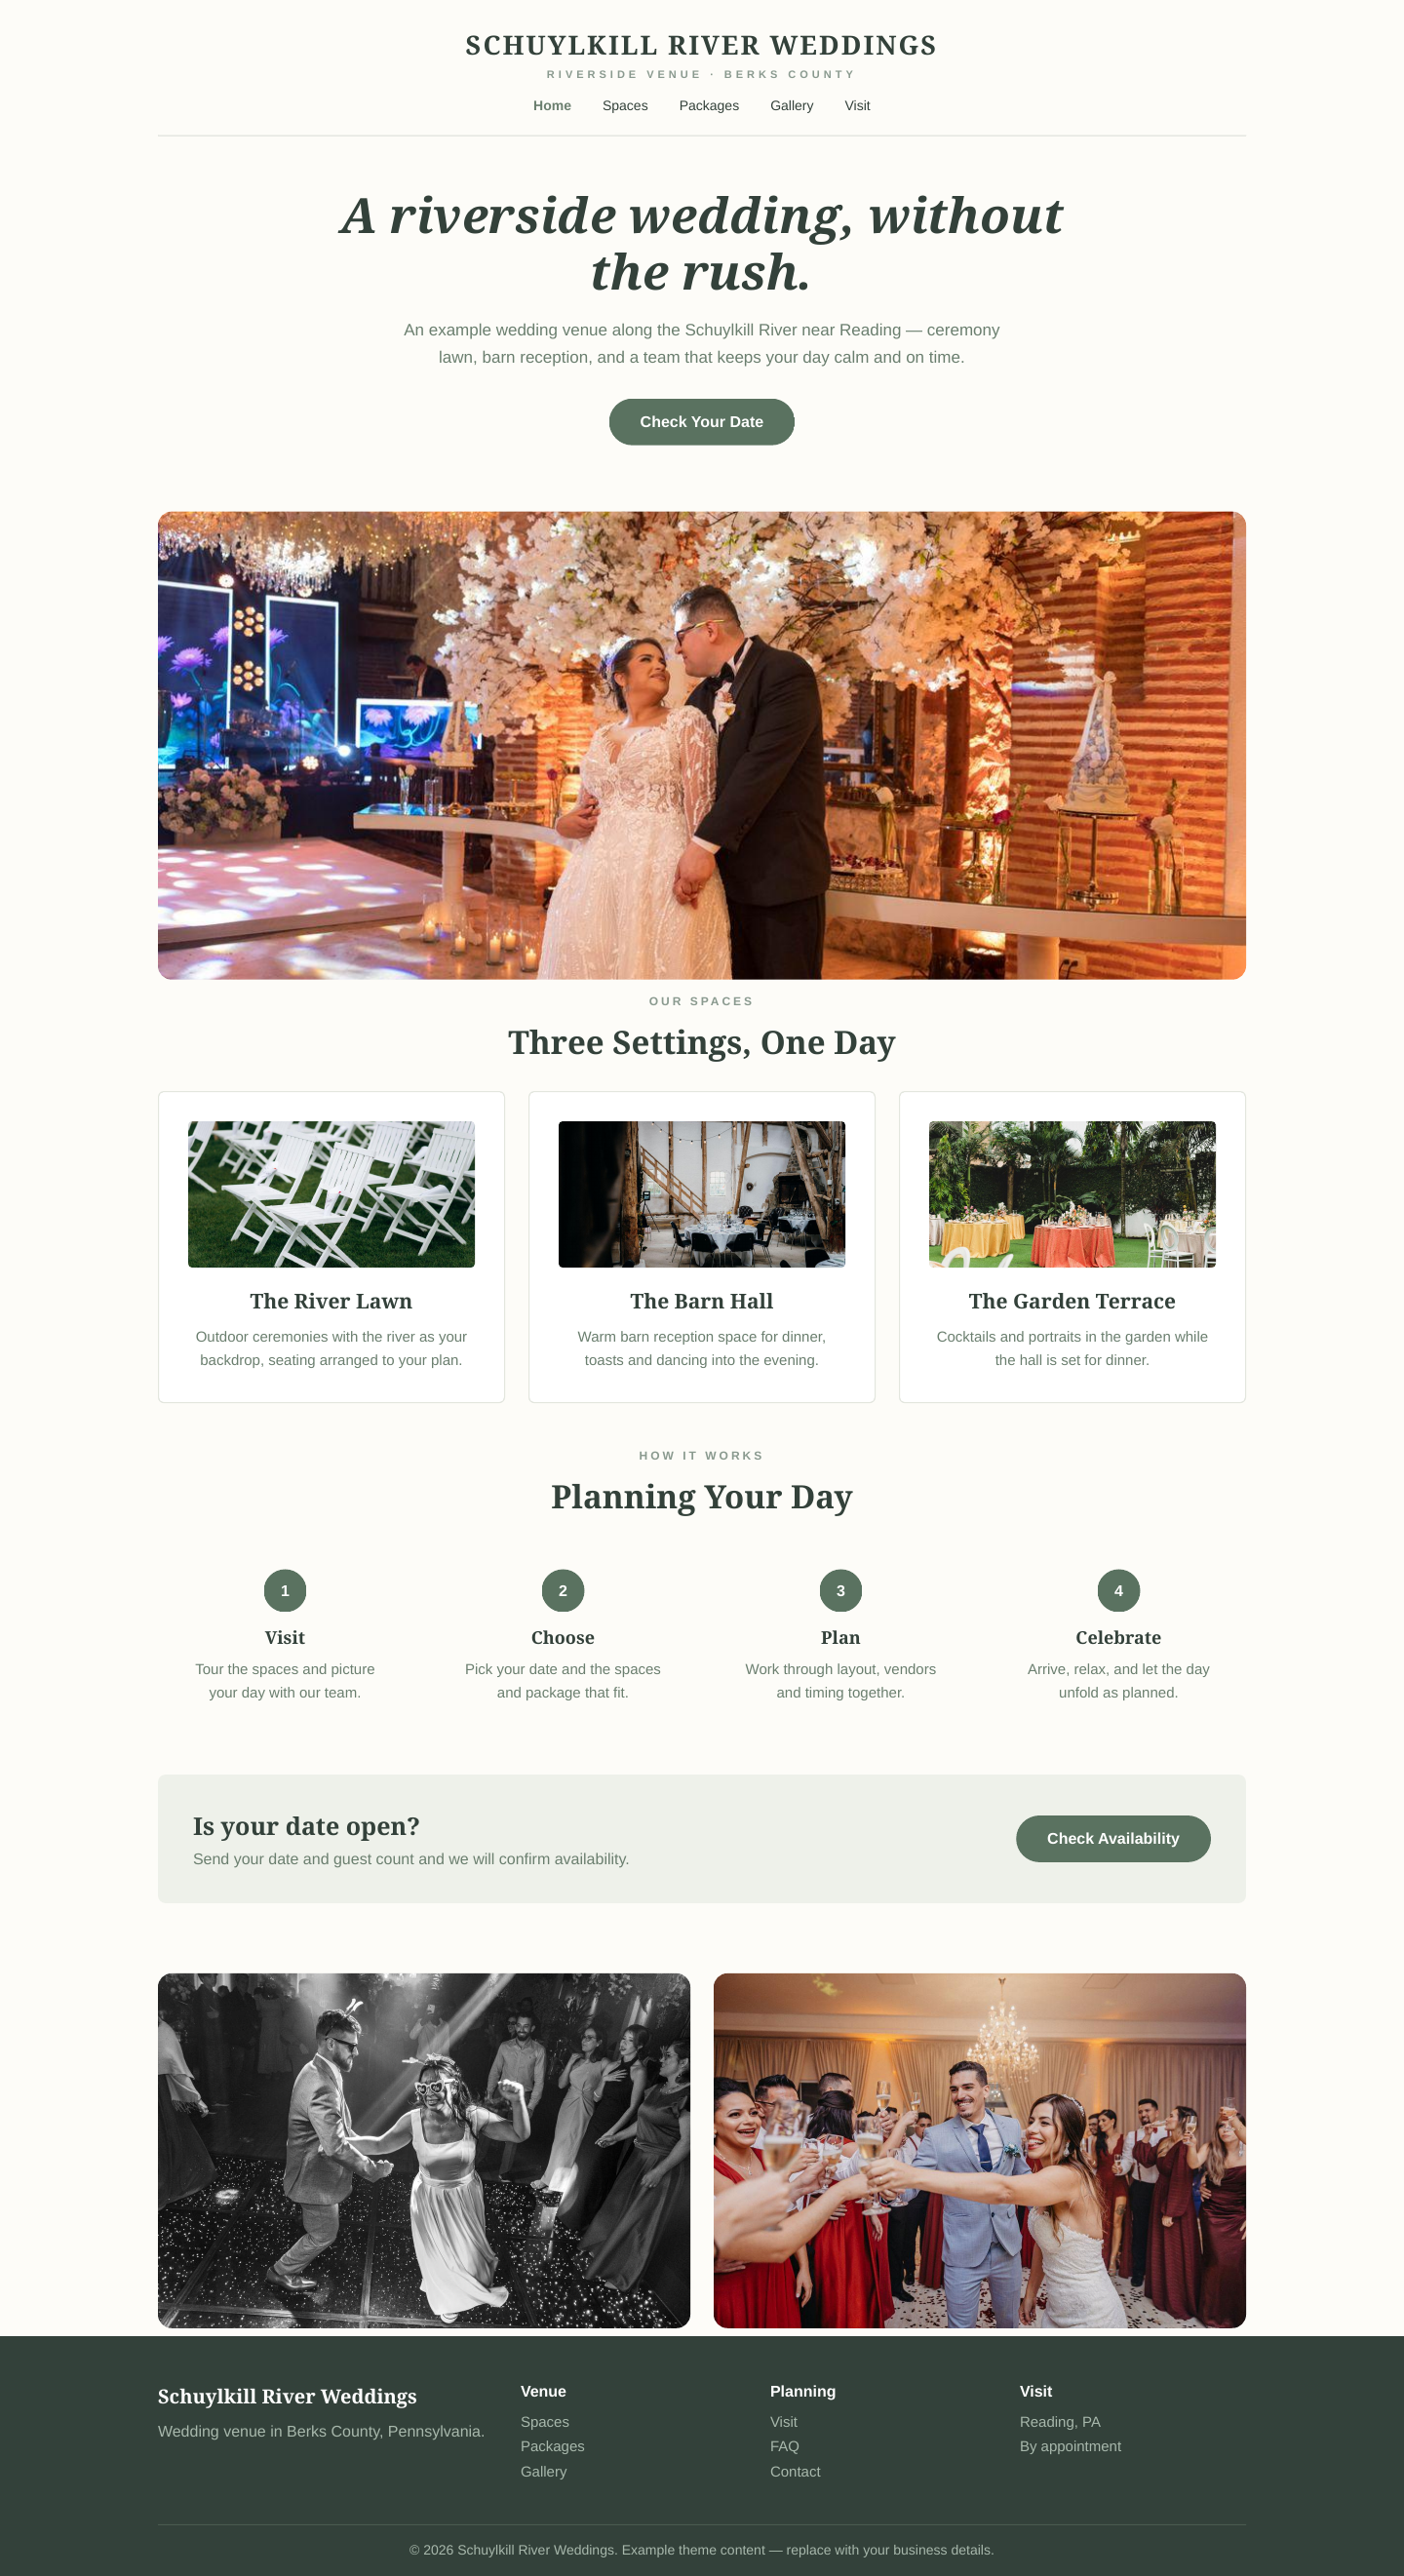 SCHUYLKILL RIVER WEDDINGS
RIVERSIDE VENUE · BERKS COUNTY
Home Spaces Packages Gallery Visit
A riverside wedding, without
the rush.
An example wedding venue along the Schuylkill River near Reading — ceremony
lawn, barn reception, and a team that keeps your day calm and on time.
Check Your Date
OUR SPACES
Three Settings, One Day
The River Lawn
Outdoor ceremonies with the river as your
backdrop, seating arranged to your plan.
The Barn Hall
Warm barn reception space for dinner,
toasts and dancing into the evening.
The Garden Terrace
Cocktails and portraits in the garden while
the hall is set for dinner.
HOW IT WORKS
Planning Your Day
1
Visit
Tour the spaces and picture
your day with our team.
2
Choose
Pick your date and the spaces
and package that fit.
3
Plan
Work through layout, vendors
and timing together.
4
Celebrate
Arrive, relax, and let the day
unfold as planned.
Is your date open?
Send your date and guest count and we will confirm availability.
Check Availability
Schuylkill River Weddings
Wedding venue in Berks County, Pennsylvania.
Venue
Spaces
Packages
Gallery
Planning
Visit
FAQ
Contact
Visit
Reading, PA
By appointment
© 2026 Schuylkill River Weddings. Example theme content — replace with your business details.